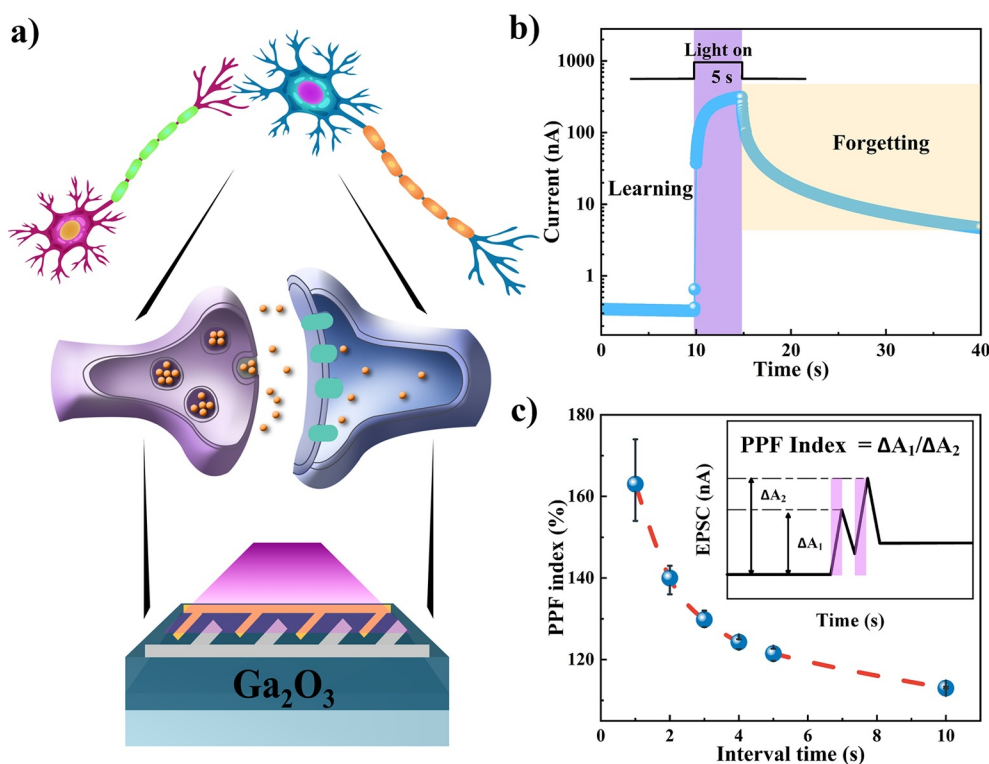 a)
Ga₂O₃
b)
Light on
5 s
Learning
Forgetting
Current (nA)
1000
100
10
1
0
10
20
30
40
Time (s)
c)
PPF Index = ΔA₁/ΔA₂
ΔA₂
ΔA₁
EPSC (nA)
Time (s)
PPF index (%)
180
160
140
120
0
2
4
6
8
10
Interval time (s)